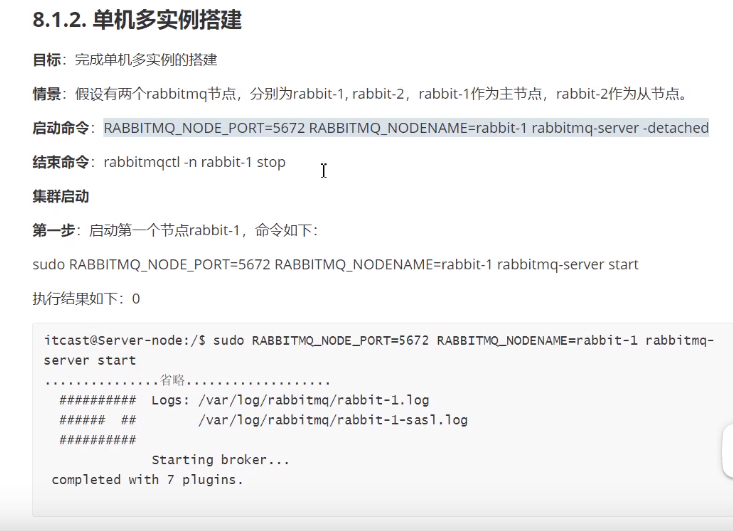 8.1.2. 单机多实例搭建
目标：完成单机多实例的搭建
情景：假设有两个rabbitmq节点，分别为rabbit-1, rabbit-2，rabbit-1作为主节点，rabbit-2作为从节点。
启动命令：RABBITMQ_NODE_PORT=5672 RABBITMQ_NODENAME=rabbit-1 rabbitmq-server -detached
结束命令：rabbitmqctl -n rabbit-1 stop
集群启动
第一步：启动第一个节点rabbit-1，命令如下：
sudo RABBITMQ_NODE_PORT=5672 RABBITMQ_NODENAME=rabbit-1 rabbitmq-server start
执行结果如下：0
itcast@Server-node:/$ sudo RABBITMQ_NODE_PORT=5672 RABBITMQ_NODENAME=rabbit-1 rabbitmq-
server start
...............省略...................
########## Logs: /var/log/rabbitmq/rabbit-1.log
###### ## /var/log/rabbitmq/rabbit-1-sasl.log
##########
Starting broker...
completed with 7 plugins.